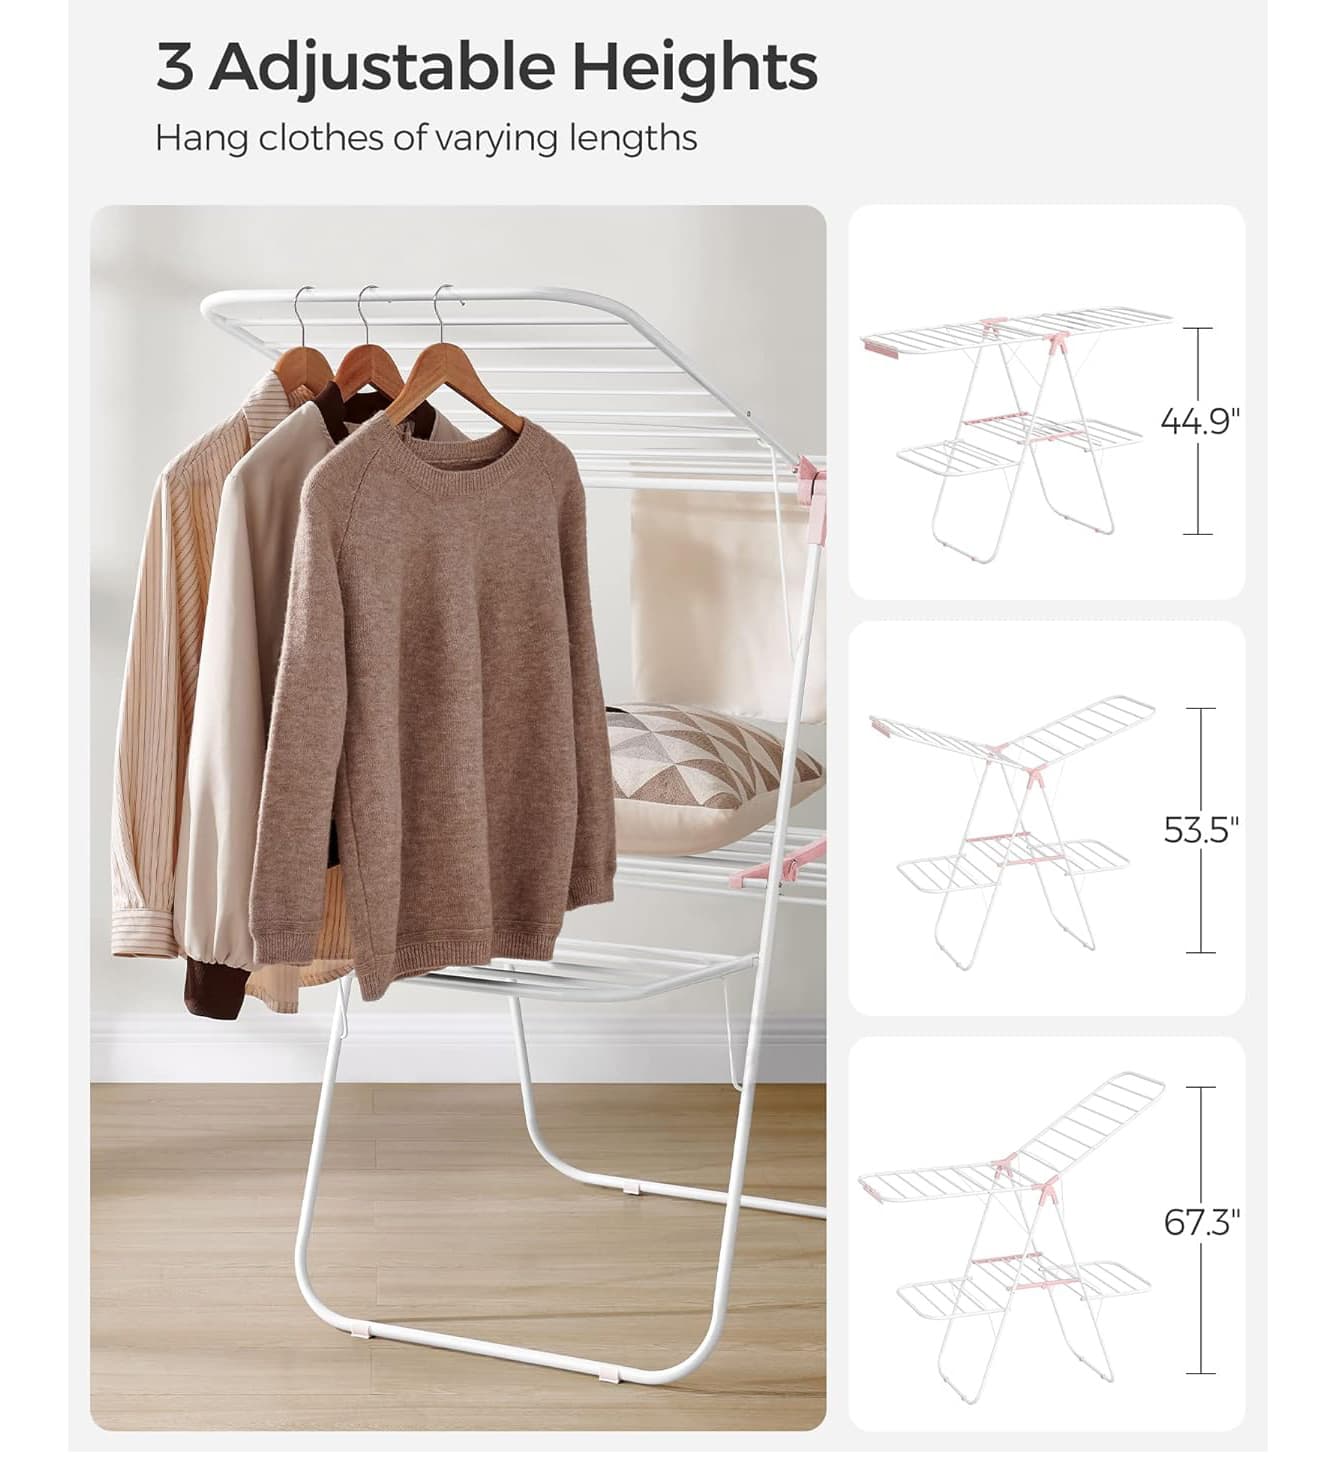 3 Adjustable Heights
Hang clothes of varying lengths
44.9"
53.5"
67.3"